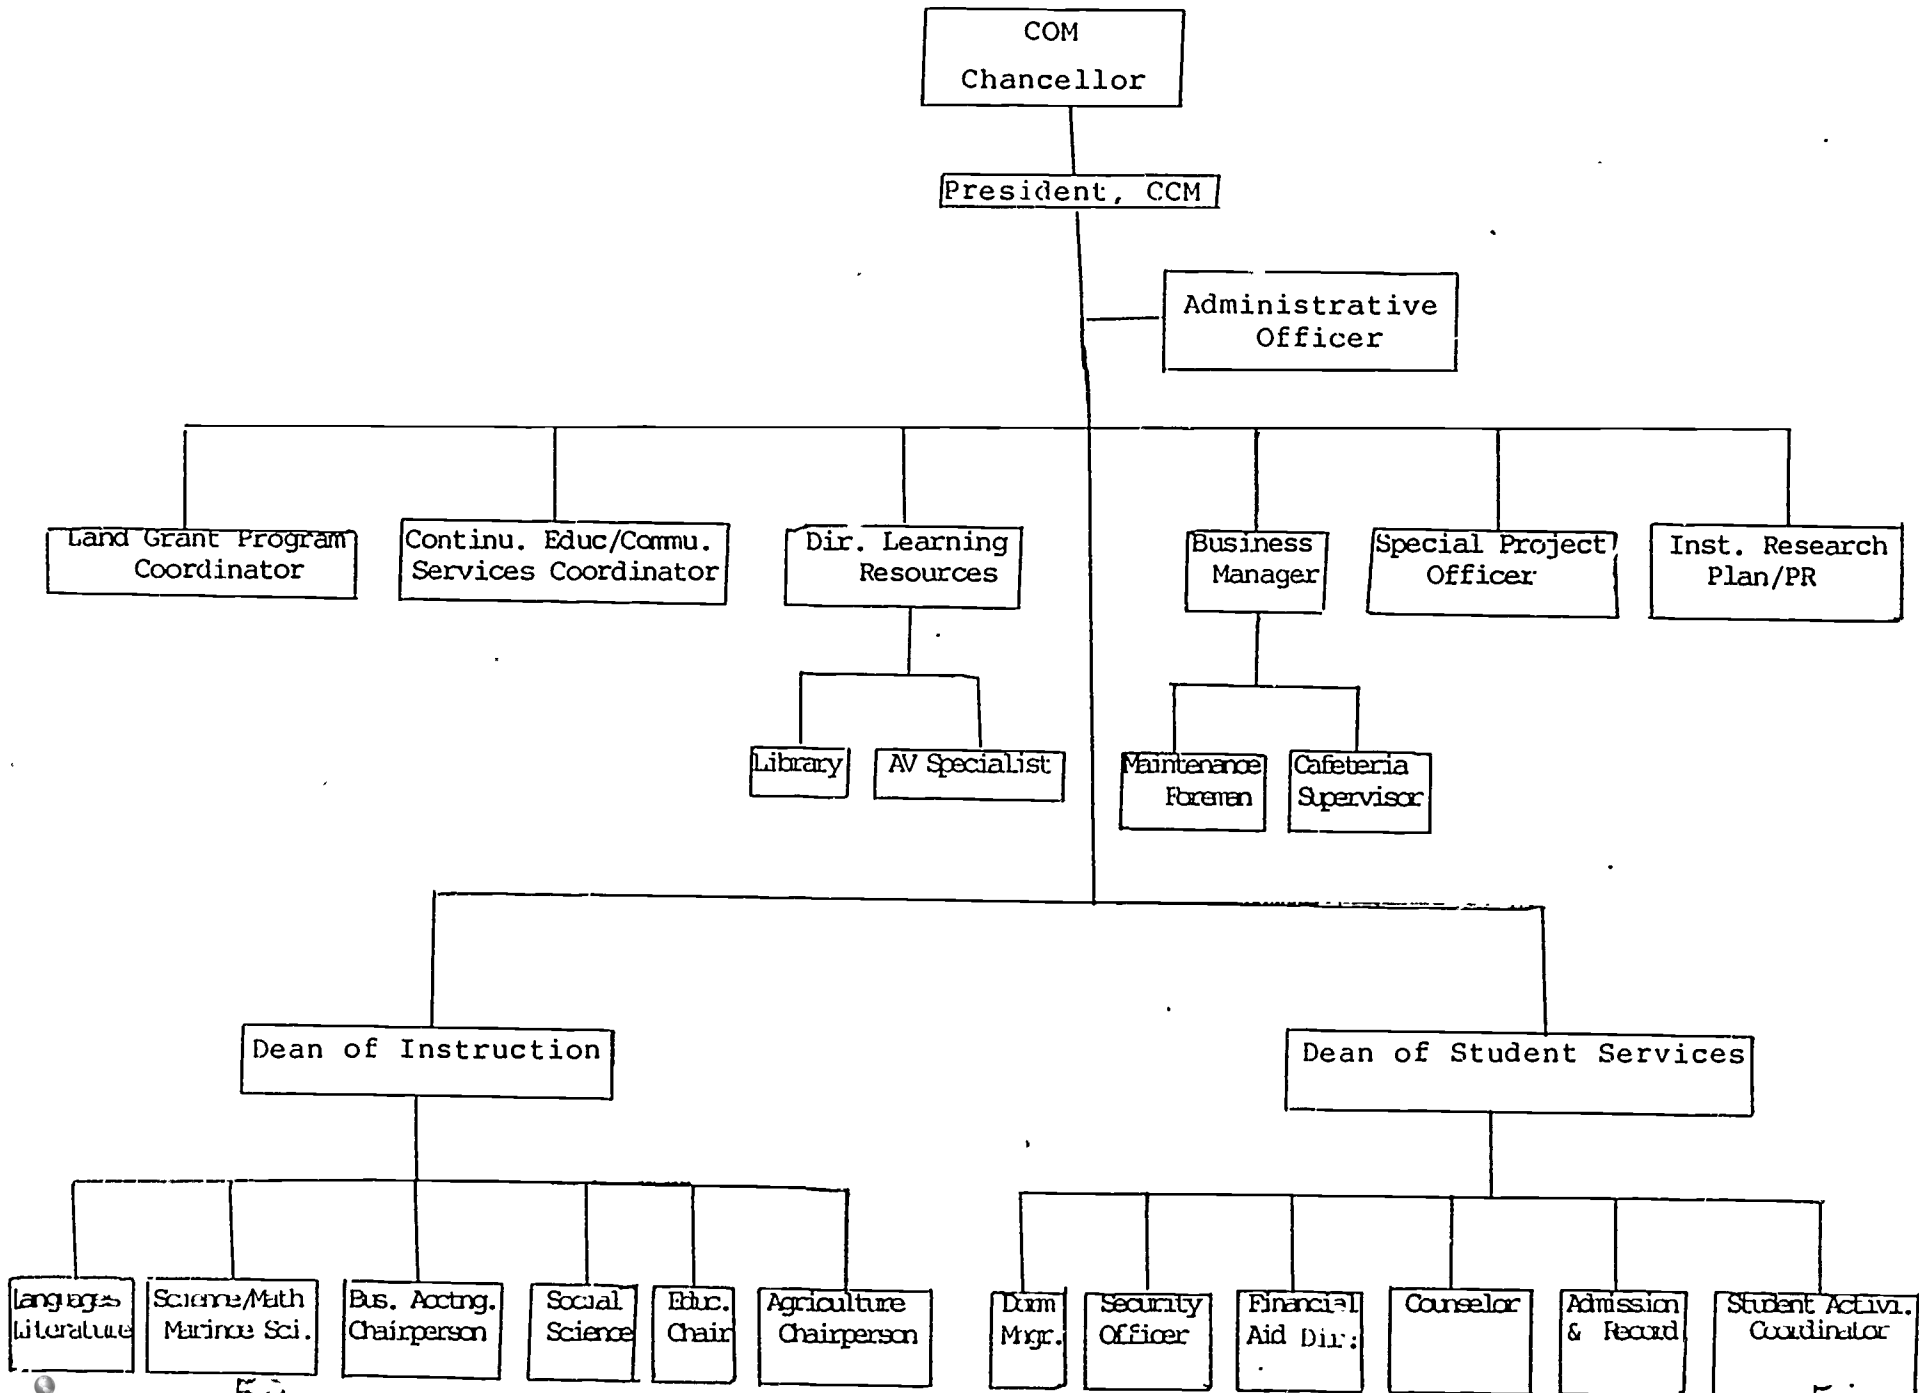 COM
Chancellor
President, CCM
Administrative
Officer
Land Grant Program
Coordinator
Continu. Educ/Commu.
Services Coordinator
Dir. Learning
Resources
Business
Manager
Special Project
Officer
Inst. Research
Plan/PR
Library
AV Specialist
Maintenance
Foreman
Cafeteria
Supervisor
Dean of Instruction
Dean of Student Services
Languages
Literature
Science/Math
Marince Sci.
Bus. Acctng.
Chairperson
Social
Science
Educ.
Chair
Agriculture
Chairperson
Dorm
Mngr.
Security
Officer
Financial
Aid Dir.
Counselor
Admission
& Record
Student Activi.
Coordinator